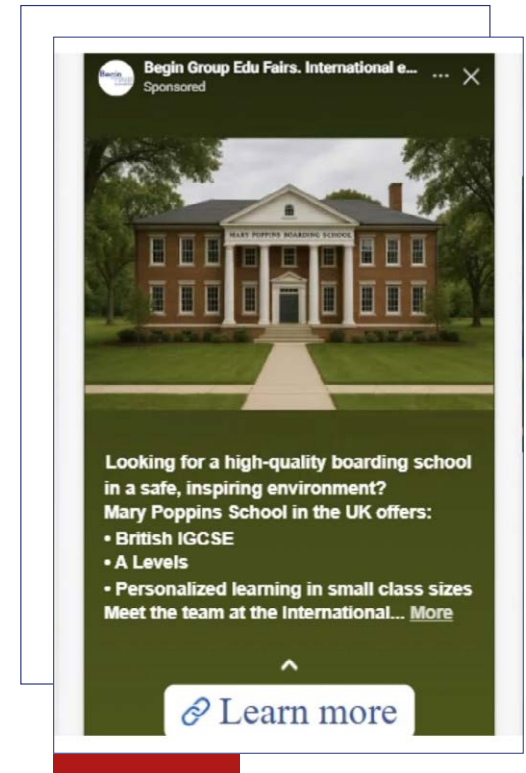 Begin
Begin Group Edu Fairs. International e...
Sponsored
MARY POPPINS BOARDING SCHOOL
Looking for a high-quality boarding school
in a safe, inspiring environment?
Mary Poppins School in the UK offers:
• British IGCSE
• A Levels
• Personalized learning in small class sizes
Meet the team at the International... More
Learn more